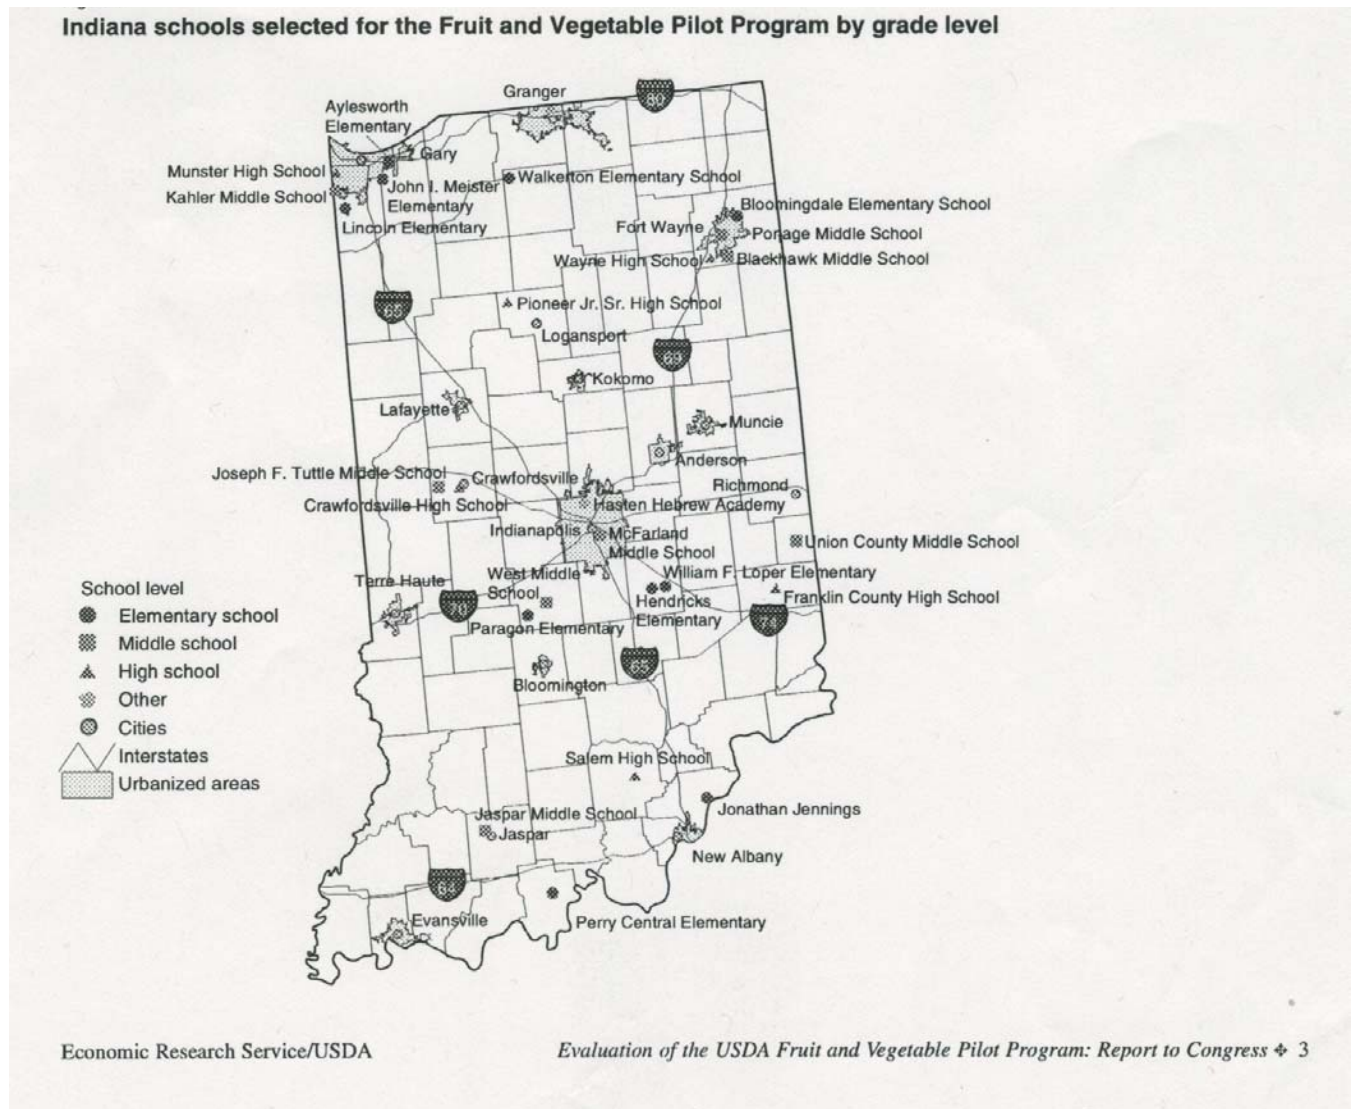 Indiana schools selected for the Fruit and Vegetable Pilot Program by grade level
Granger
80
Aylesworth
Elementary
Gary
Munster High School
Kahler Middle School
John I. Meister
Elementary
Lincoln Elementary
Walkerton Elementary School
Bloomingdale Elementary School
Fort Wayne
Portage Middle School
Wayne High School
Blackhawk Middle School
65
Pioneer Jr. Sr. High School
Logansport
69
Kokomo
Lafayette
Muncie
Anderson
Joseph F. Tuttle Middle School
Crawfordsville
Richmond
Crawfordsville High School
Hasten Hebrew Academy
Indianapolis
McFarland
Middle School
Union County Middle School
Terre Haute
West Middle
School
William F. Loper Elementary
Hendricks
Elementary
Franklin County High School
70
74
Paragon Elementary
65
Bloomington
School level
Elementary school
Middle school
High school
Other
Cities
Interstates
Urbanized areas
Salem High School
Jonathan Jennings
Jaspar Middle School
Jaspar
New Albany
64
Evansville
Perry Central Elementary
Economic Research Service/USDA
Evaluation of the USDA Fruit and Vegetable Pilot Program: Report to Congress ❖ 3